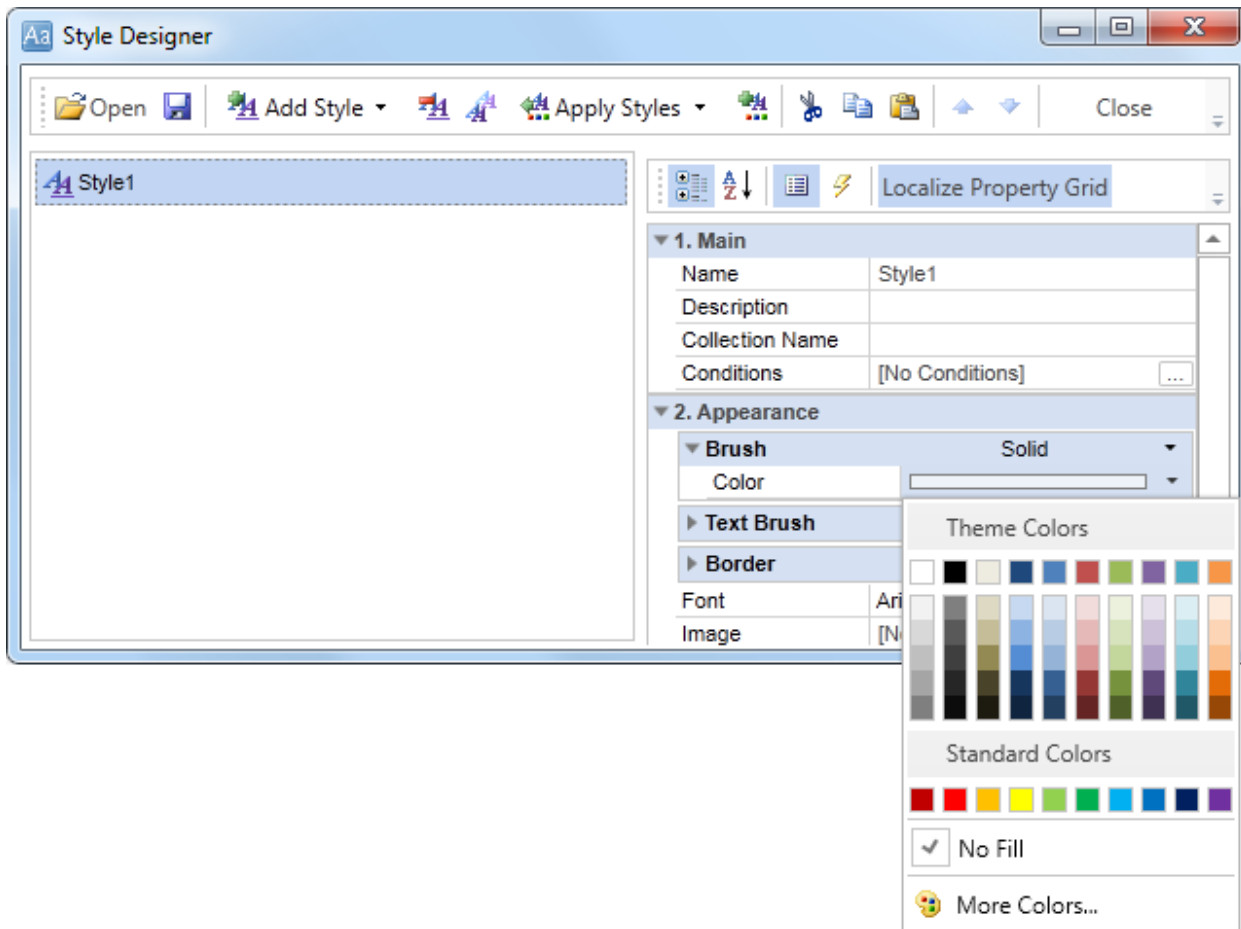 Aa Style Designer
Open Add Style Apply Styles Close
Style1
Localize Property Grid
1. Main
Name Style1
Description
Collection Name
Conditions [No Conditions] ...
2. Appearance
Brush Solid
Color
Text Brush
Border
Font
Image
Theme Colors
Standard Colors
No Fill
More Colors...